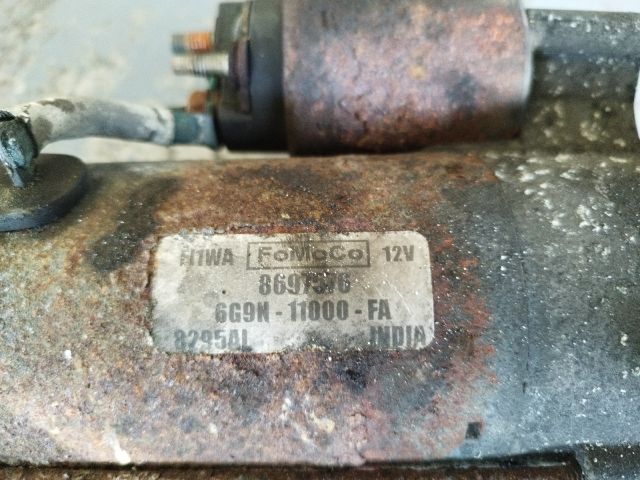 FoMoCo 12V
6G9N - 11000 - FA
8295AL INDIA